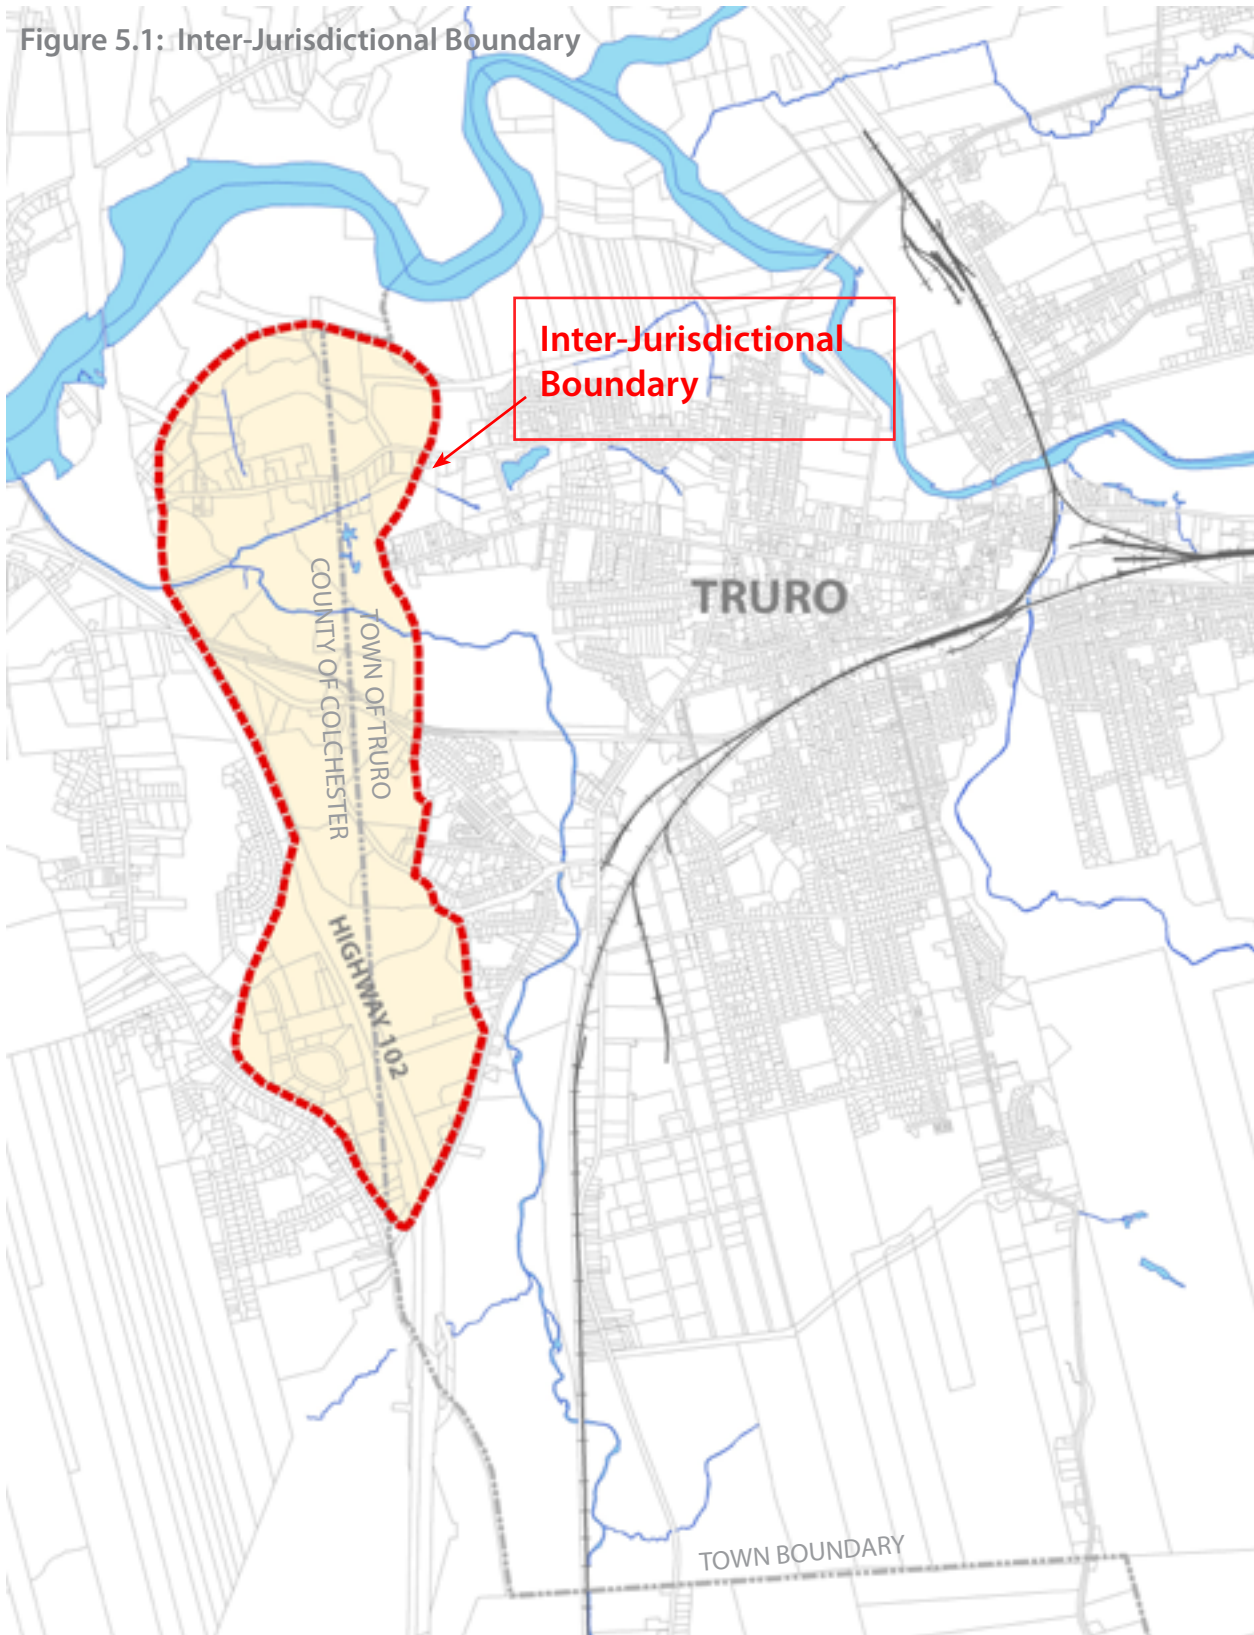 Figure 5.1: Inter-Jurisdictional Boundary
Inter-Jurisdictional
Boundary
TRURO
COUNTY OF COLCHESTER
TOWN OF TRURO
HIGHWAY 102
TOWN BOUNDARY